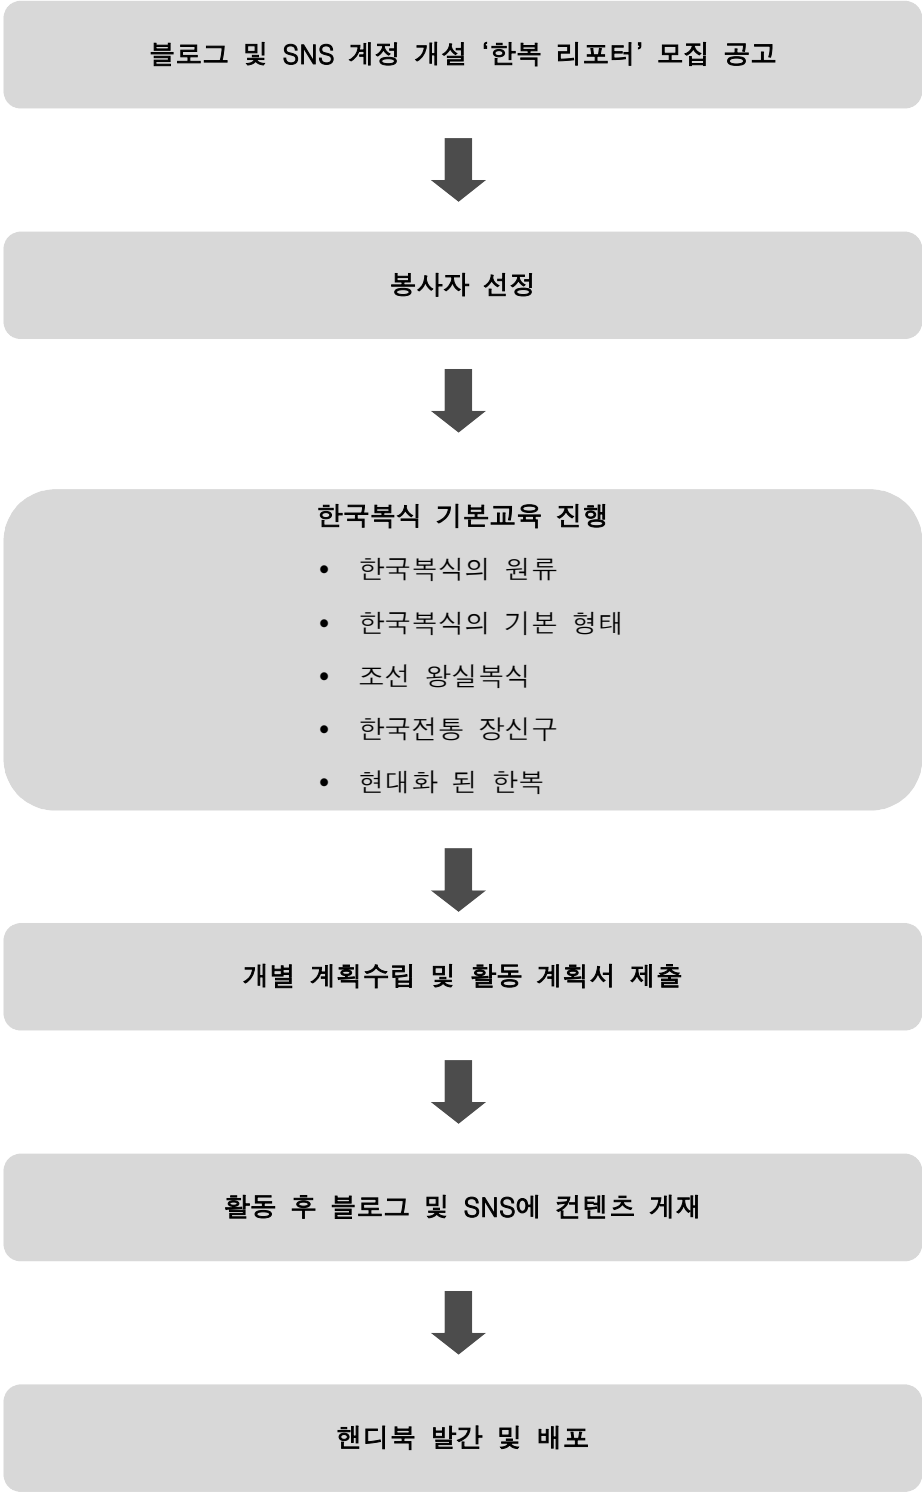 블로그 및 SNS 계정 개설 ‘한복 리포터’ 모집 공고
봉사자 선정
한국복식 기본교육 진행
• 한국복식의 원류
• 한국복식의 기본 형태
• 조선 왕실복식
• 한국전통 장신구
• 현대화 된 한복
개별 계획수립 및 활동 계획서 제출
활동 후 블로그 및 SNS에 컨텐츠 게재
핸디북 발간 및 배포